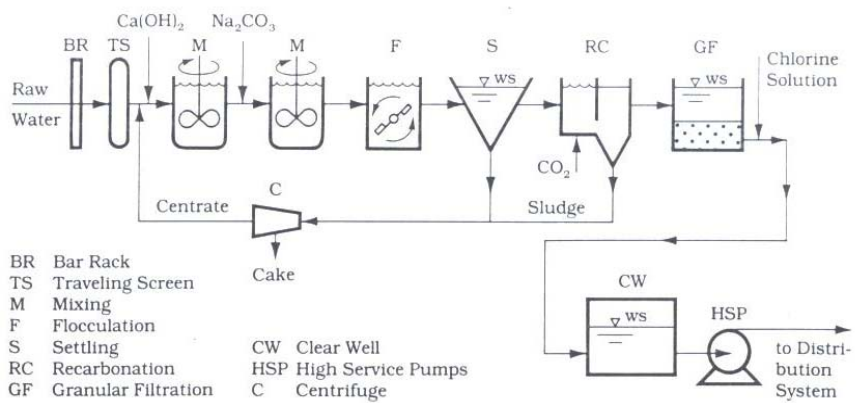 Ca(OH)₂ Na₂CO₃
BR TS M M F S RC GF Chlorine
Solution
ws ws
Raw
Water
CO₂
C
Centrate Sludge
Cake
BR Bar Rack
TS Traveling Screen
M Mixing
F Flocculation
S Settling
RC Recarbonation
GF Granular Filtration
CW Clear Well
HSP High Service Pumps
C Centrifuge
CW
ws
HSP
to Distri-
bution
System